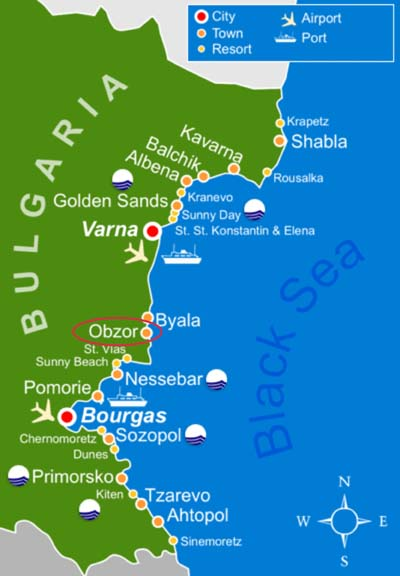 City
Airport
Town
Port
Resort
BULGARIA
Krapetz
Shabla
Kavarna
Balchik
Albena
Rousalka
Kranevo
Golden Sands
Sunny Day
St. St. Konstantin & Elena
Varna
Black Sea
Byala
Obzor
St. Vlas
Sunny Beach
Nessebar
Pomorie
Bourgas
Chernomoretz
Sozopol
Dunes
Primorsko
Kiten
Tzarevo
Ahtopol
Sinemoretz
N
W
E
S